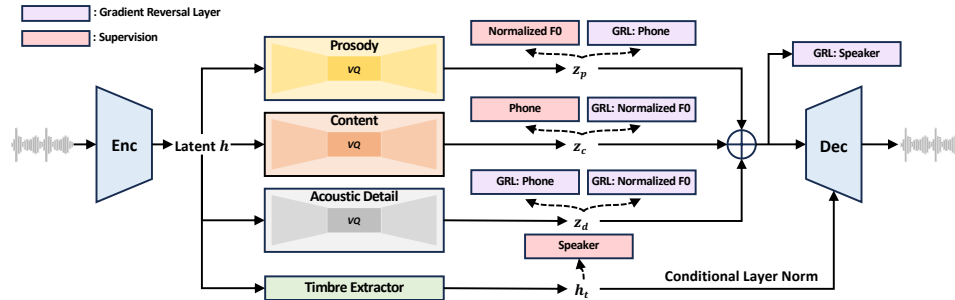 : Gradient Reversal Layer
: Supervision
Prosody
VQ
Normalized F0
GRL: Phone
z_p
GRL: Speaker
Enc
Latent h
Content
VQ
Phone
GRL: Normalized F0
z_c
Dec
Acoustic Detail
VQ
GRL: Phone
GRL: Normalized F0
z_d
Speaker
Timbre Extractor
h_t
Conditional Layer Norm